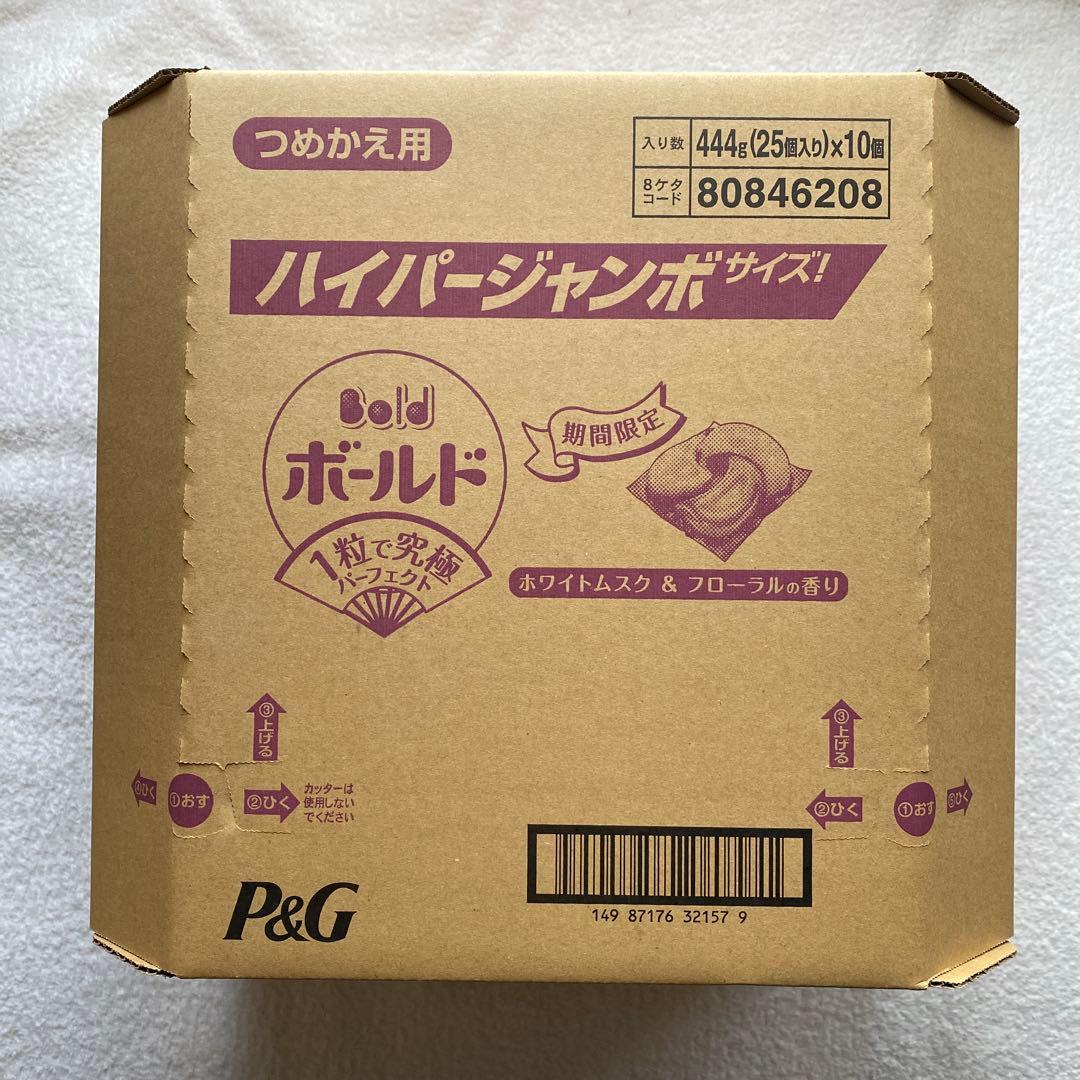 つめかえ用
入り数 444g(25個入り)×10個
8ケタコード 80846208
ハイパージャンボサイズ!
Bold
ボールド
1粒で究極
パーフェクト
期間限定
ホワイトムスク & フローラルの香り
③上げる
③上げる
④ひく
①おす
②ひく
カッターは
使用しない
でください
②ひく
①おす
ひく
P&G
149 87176 32157 9